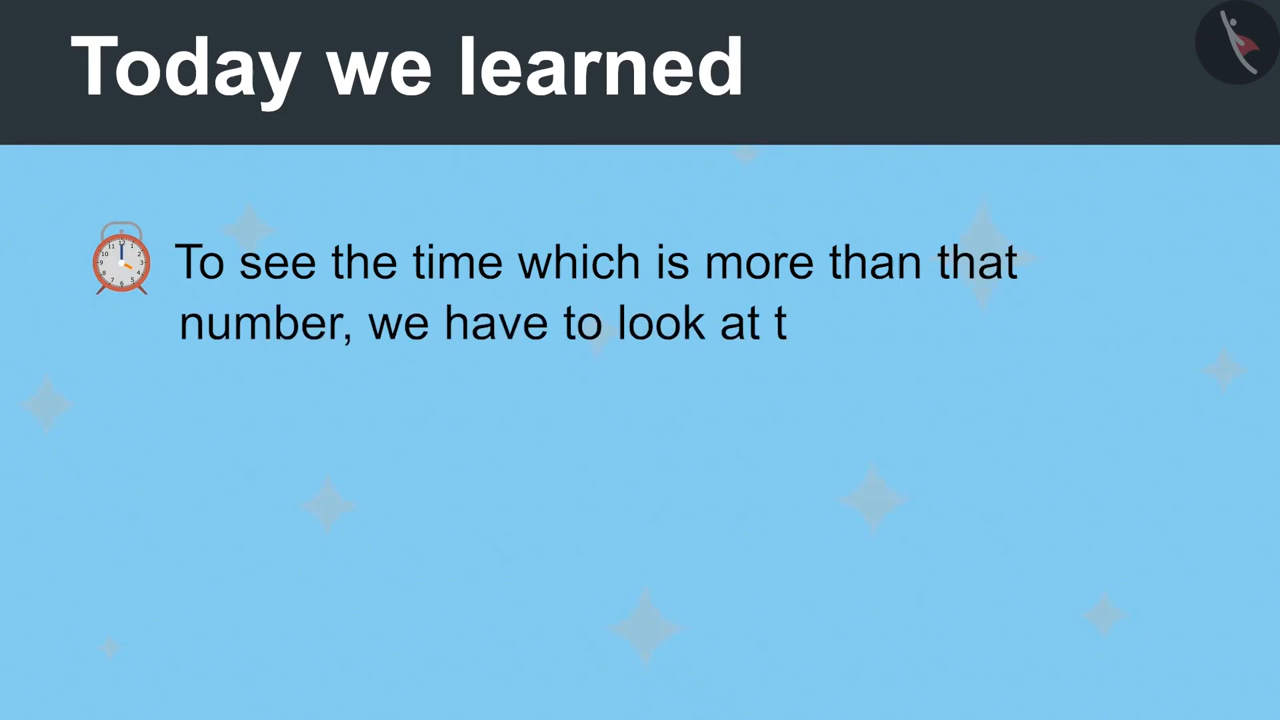 Today we learned
To see the time which is more than that
number, we have to look at t